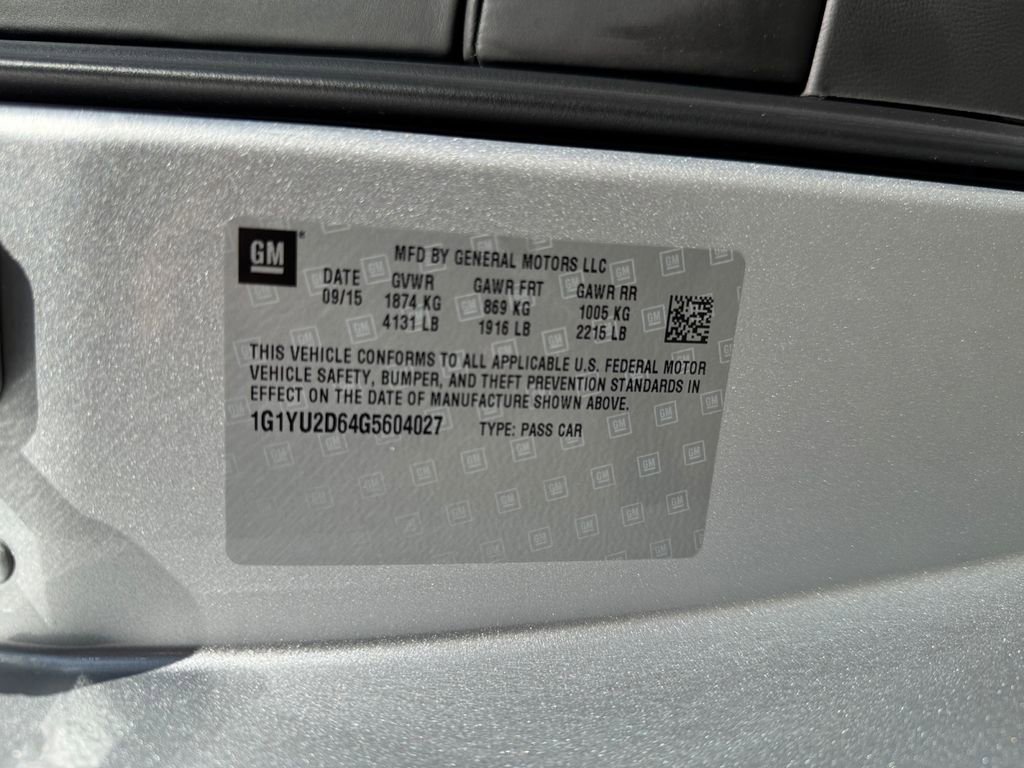 GM
MFD BY GENERAL MOTORS LLC
DATE GVWR GAWR FRT GAWR RR
09/15 1874 KG 869 KG 1005 KG
4131 LB 1916 LB 2215 LB
THIS VEHICLE CONFORMS TO ALL APPLICABLE U.S. FEDERAL MOTOR
VEHICLE SAFETY, BUMPER, AND THEFT PREVENTION STANDARDS IN
EFFECT ON THE DATE OF MANUFACTURE SHOWN ABOVE.
1G1YU2D64G5604027 TYPE: PASS CAR